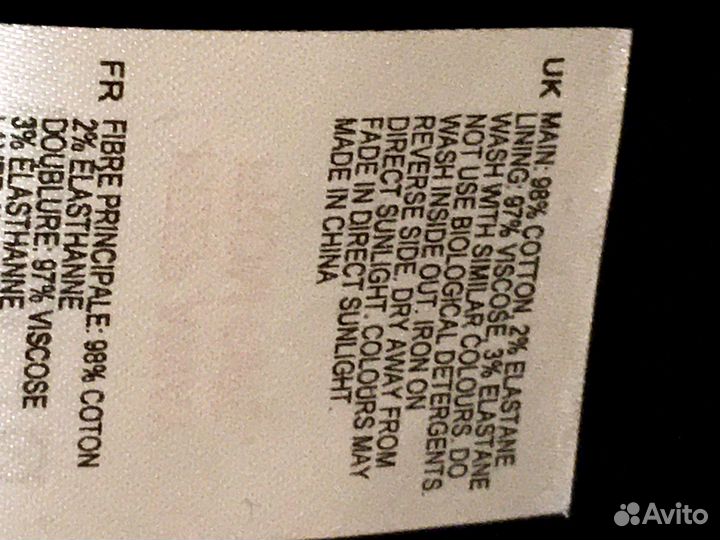 UK MAIN: 98% COTTON, 2% ELASTANE
LINING: 97% VISCOSE, 3% ELASTANE
WASH WITH SIMILAR COLOURS. DO
NOT USE BIOLOGICAL DETERGENTS.
WASH INSIDE OUT. IRON ON
REVERSE SIDE. DRY AWAY FROM
DIRECT SUNLIGHT. COLOURS MAY
FADE IN DIRECT SUNLIGHT
MADE IN CHINA
FR FIBRE PRINCIPALE: 98% COTON
2% ÉLASTHANNE
DOUBLURE: 97% VISCOSE
3% ÉLASTHANNE
Avito